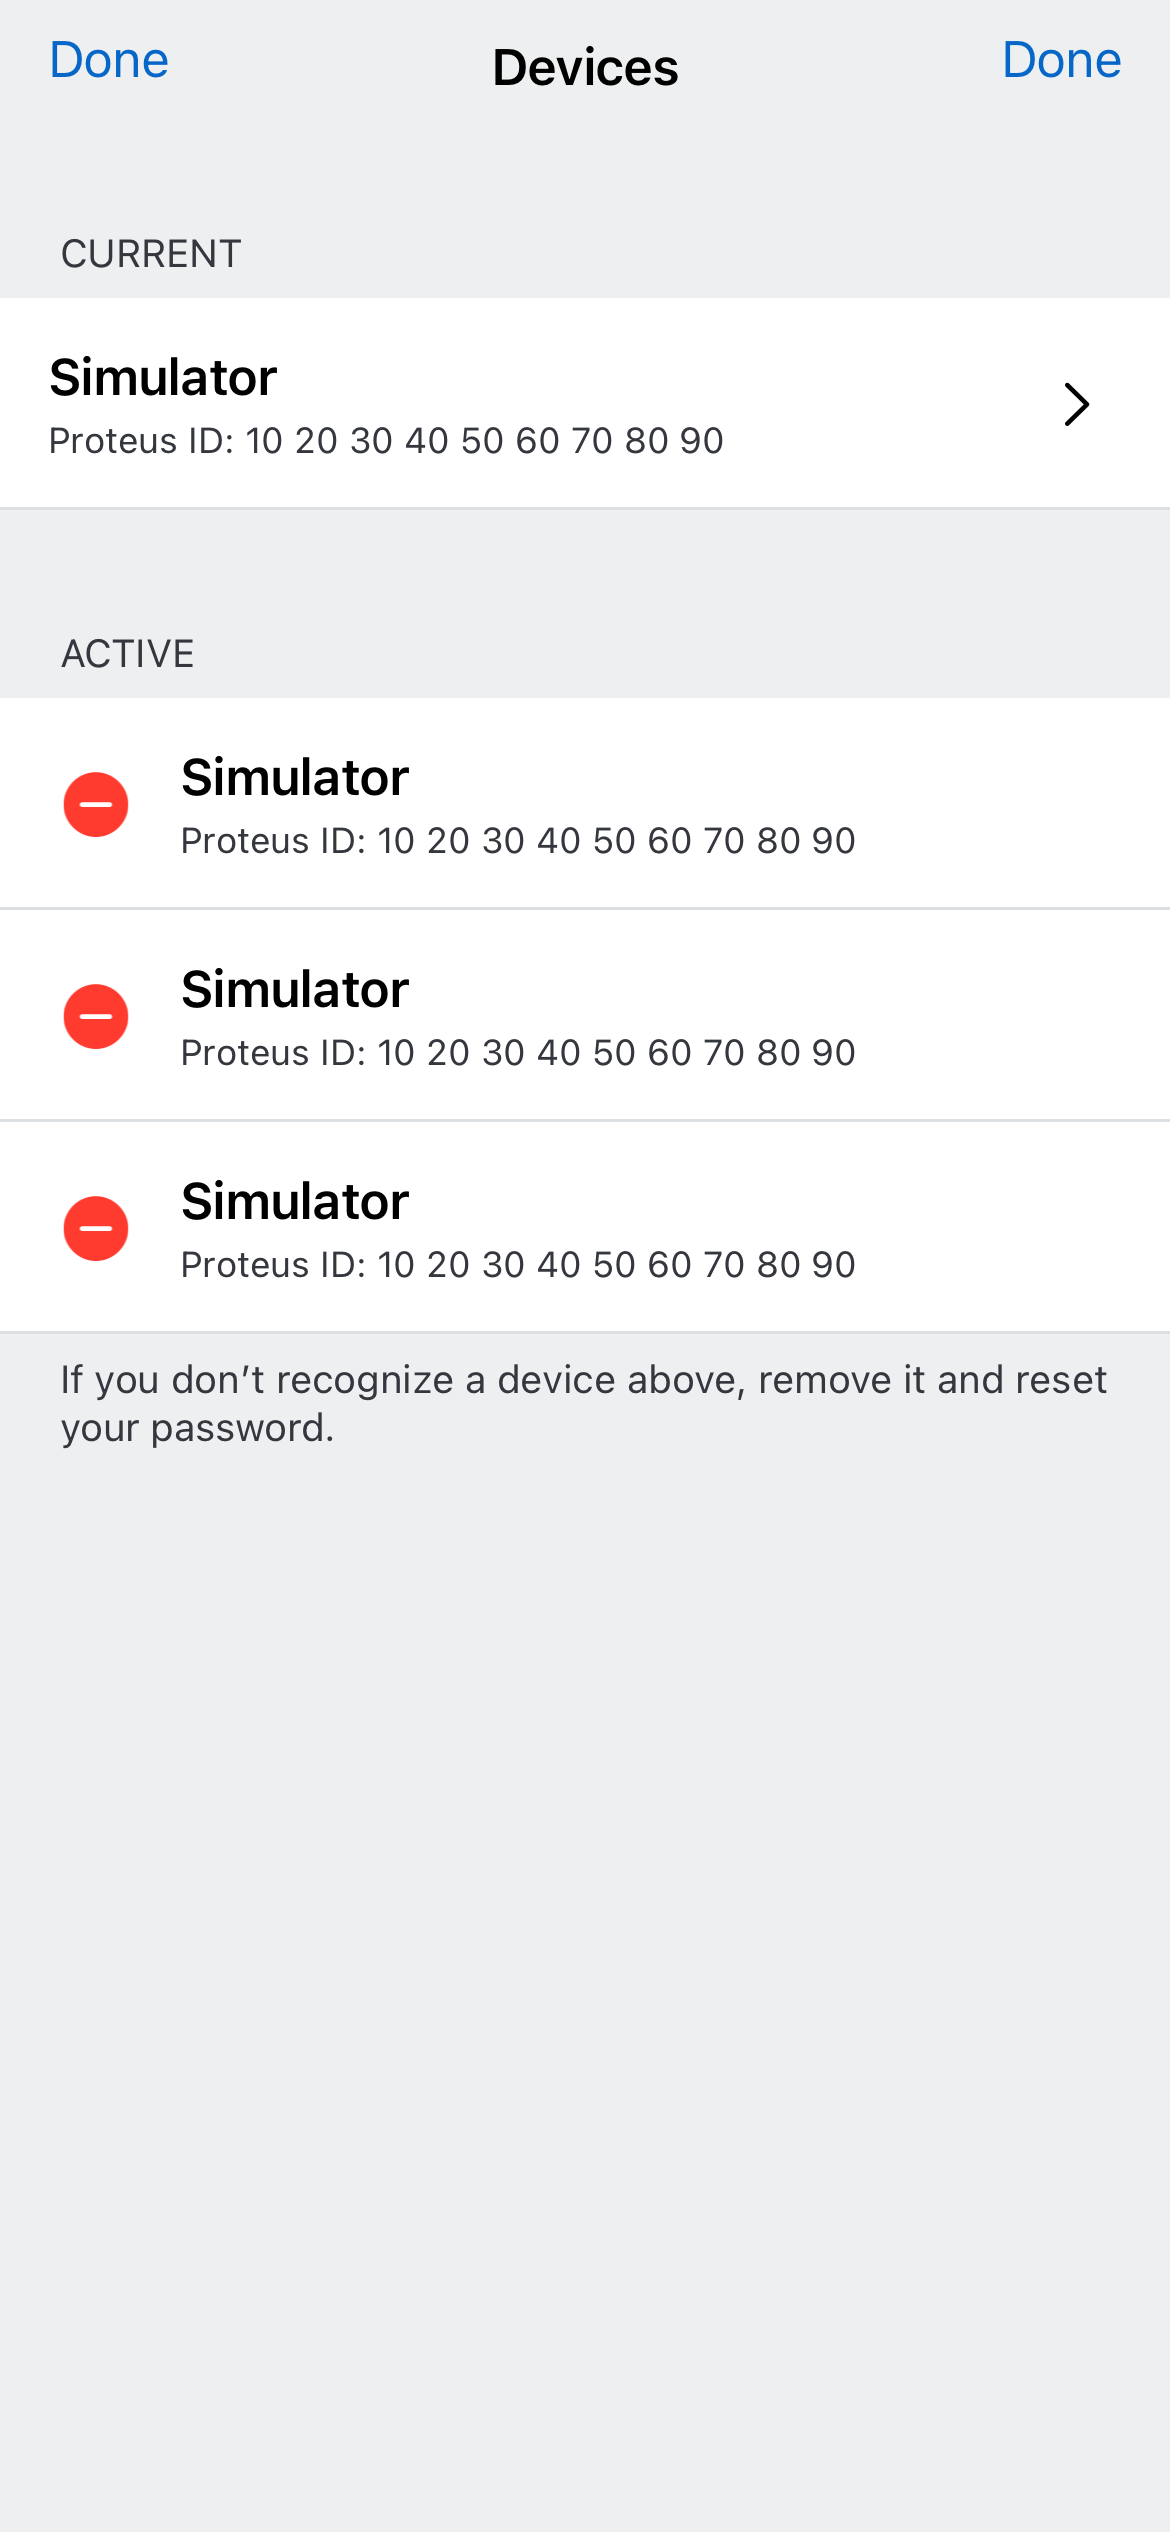 Done
Devices
Done
CURRENT
Simulator
Proteus ID: 10 20 30 40 50 60 70 80 90
ACTIVE
Simulator
Proteus ID: 10 20 30 40 50 60 70 80 90
Simulator
Proteus ID: 10 20 30 40 50 60 70 80 90
Simulator
Proteus ID: 10 20 30 40 50 60 70 80 90
If you don’t recognize a device above, remove it and reset
your password.